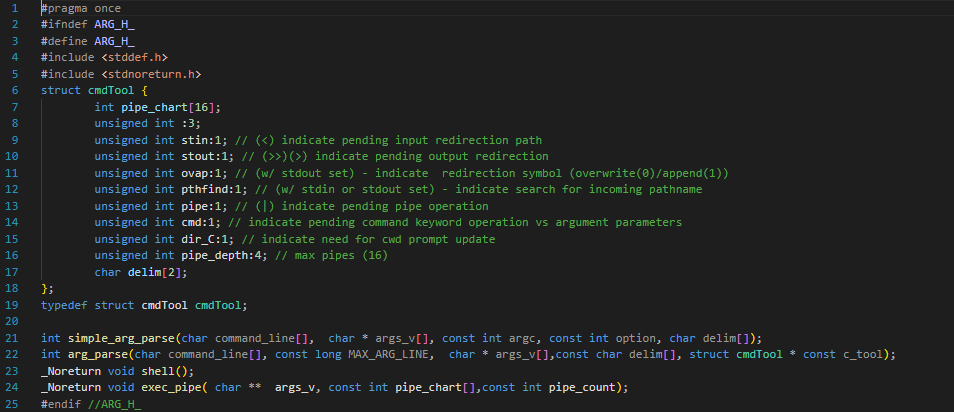 1 #pragma once
2 #ifndef ARG_H_
3 #define ARG_H_
4 #include <stddef.h>
5 #include <stdnoreturn.h>
6 struct cmdTool {
7 int pipe_chart[16];
8 unsigned int :3;
9 unsigned int stin:1; // (<) indicate pending input redirection path
10 unsigned int stout:1; // (>>)(>) indicate pending output redirection
11 unsigned int ovap:1; // (w/ stdout set) - indicate  redirection symbol (overwrite(0)/append(1))
12 unsigned int pthfind:1; // (w/ stdin or stdout set) - indicate search for incoming pathname
13 unsigned int pipe:1; // (|) indicate pending pipe operation
14 unsigned int cmd:1; // indicate pending command keyword operation vs argument parameters
15 unsigned int dir_C:1; // indicate need for cwd prompt update
16 unsigned int pipe_depth:4; // max pipes (16)
17 char delim[2];
18 };
19 typedef struct cmdTool cmdTool;
20
21 int simple_arg_parse(char command_line[],  char * args_v[], const int argc, const int option, char delim[]);
22 int arg_parse(char command_line[], const long MAX_ARG_LINE,  char * args_v[],const char delim[], struct cmdTool * const c_tool);
23 _Noreturn void shell();
24 _Noreturn void exec_pipe( char **  args_v, const int pipe_chart[],const int pipe_count);
25 #endif //ARG_H_